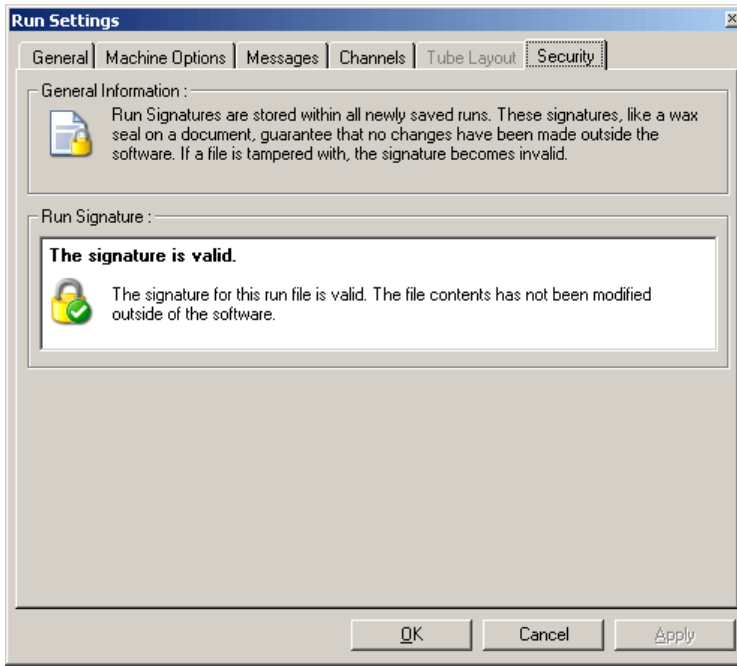 Run Settings
General Machine Options Messages Channels Tube Layout Security
General Information :
Run Signatures are stored within all newly saved runs. These signatures, like a wax
seal on a document, guarantee that no changes have been made outside the
software. If a file is tampered with, the signature becomes invalid.
Run Signature :
The signature is valid.
The signature for this run file is valid. The file contents has not been modified
outside of the software.
OK Cancel Apply